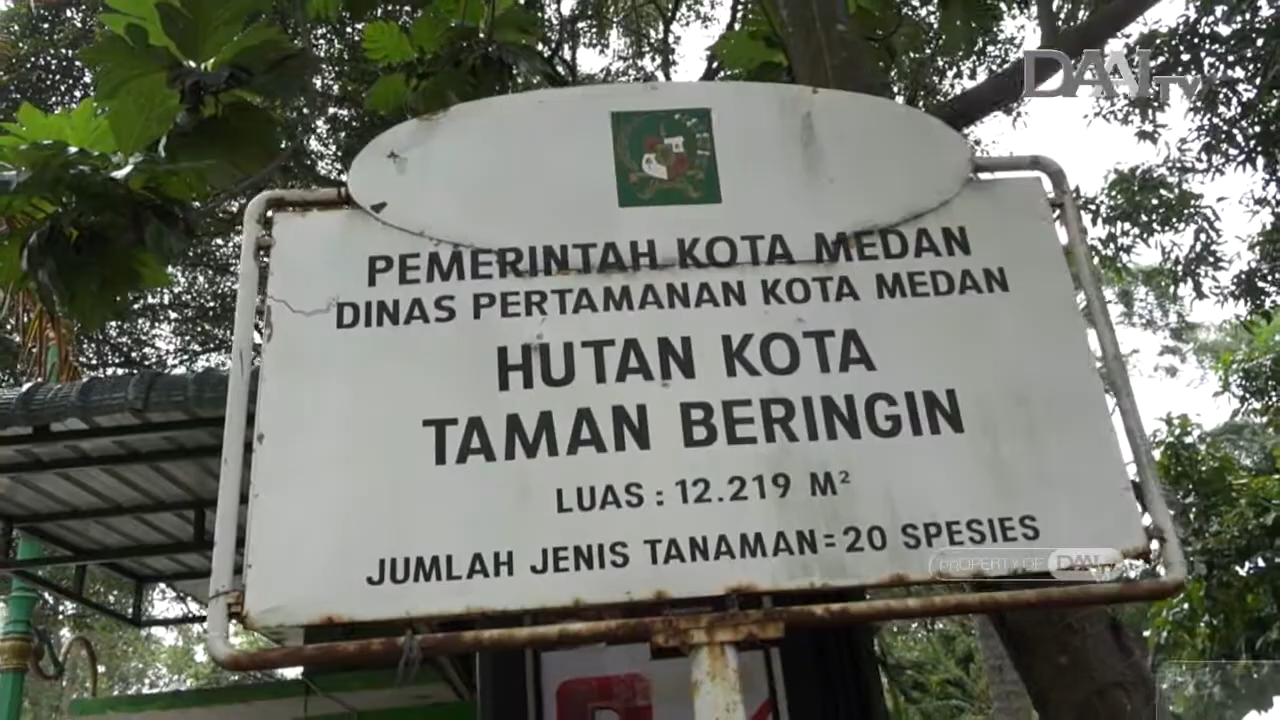 DAAI TV
PEMERINTAH KOTA MEDAN
DINAS PERTAMANAN KOTA MEDAN
HUTAN KOTA
TAMAN BERINGIN
LUAS : 12.219 M²
JUMLAH JENIS TANAMAN = 20 SPESIES
PROPERTY OF DAAI TV